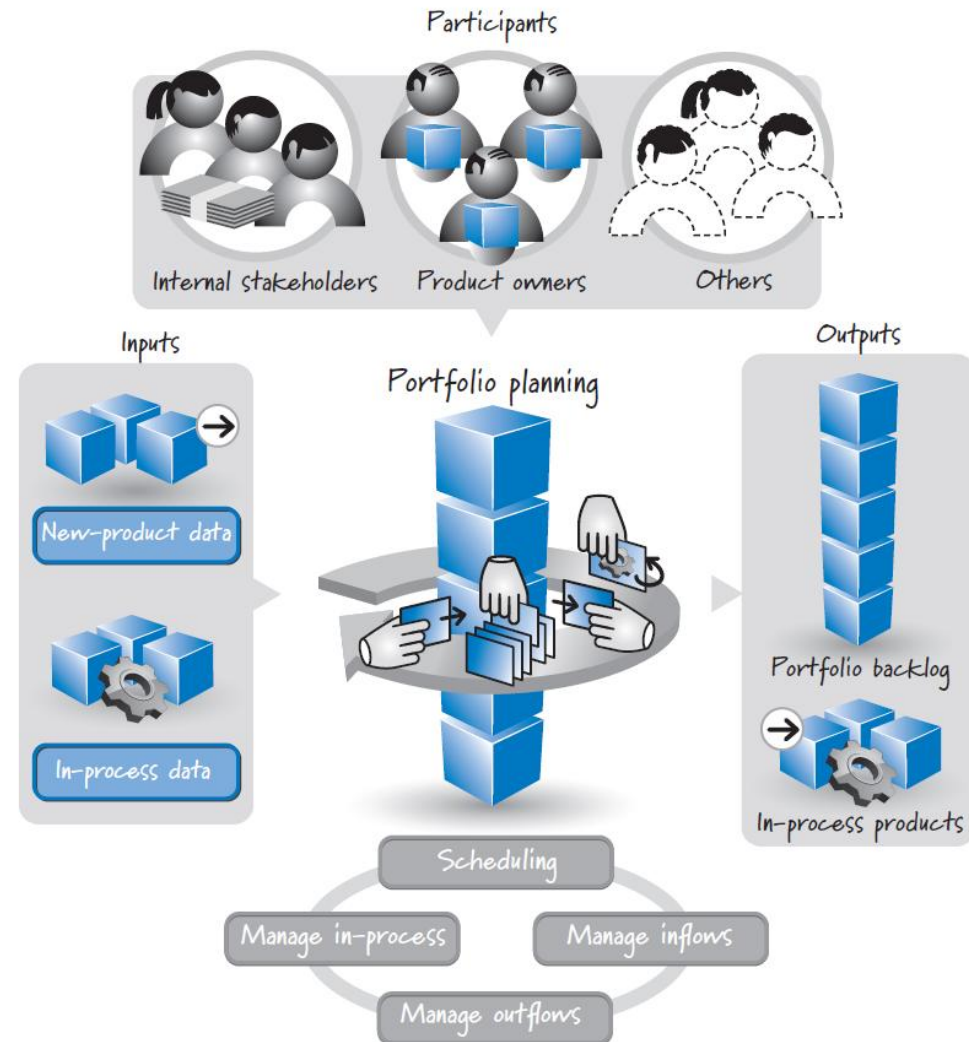 Participants
Internal stakeholders
Product owners
Others
Inputs
Outputs
Portfolio planning
New-product data
In-process data
Portfolio backlog
In-process products
Scheduling
Manage in-process
Manage inflows
Manage outflows